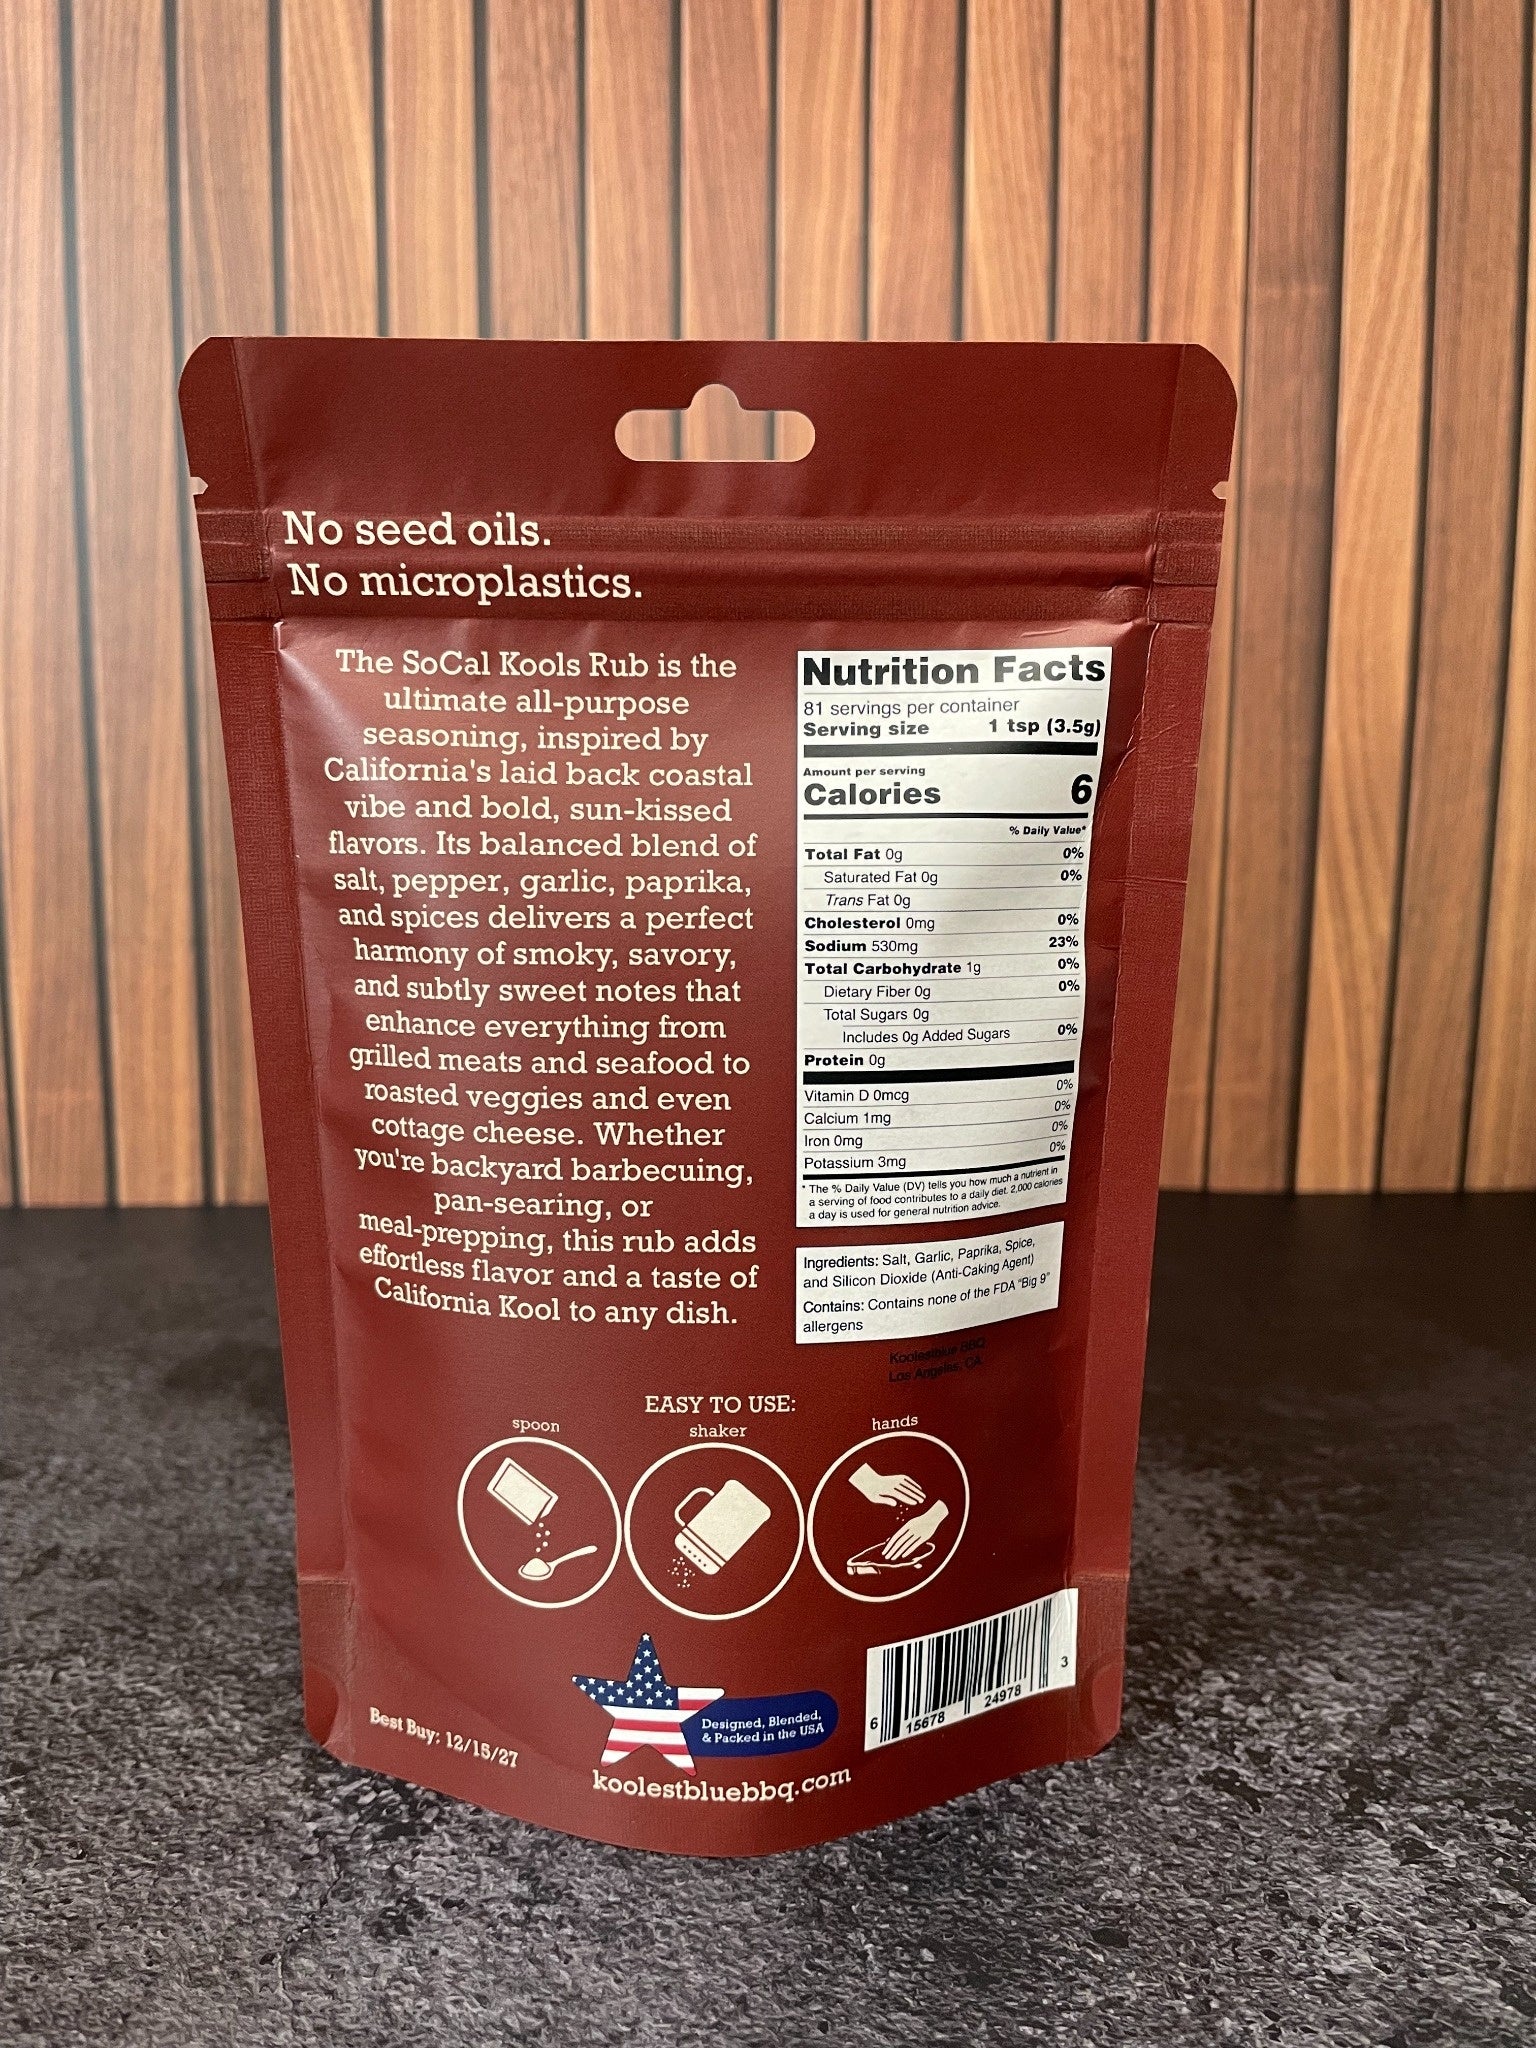 No seed oils.
No microplastics.
The SoCal Kools Rub is the
ultimate all-purpose
seasoning, inspired by
California's laid back coastal
vibe and bold, sun-kissed
flavors. Its balanced blend of
salt, pepper, garlic, paprika,
and spices delivers a perfect
harmony of smoky, savory,
and subtly sweet notes that
enhance everything from
grilled meats and seafood to
roasted veggies and even
cottage cheese. Whether
you're backyard barbecuing,
pan-searing, or
meal-prepping, this rub adds
effortless flavor and a taste of
California Kool to any dish.
Nutrition Facts
81 servings per container
Serving size 1 tsp (3.5g)
Amount per serving
Calories 6
% Daily Value*
Total Fat 0g 0%
Saturated Fat 0g 0%
Trans Fat 0g
Cholesterol 0mg 0%
Sodium 530mg 23%
Total Carbohydrate 1g 0%
Dietary Fiber 0g 0%
Total Sugars 0g
Includes 0g Added Sugars 0%
Protein 0g
Vitamin D 0mcg 0%
Calcium 1mg 0%
Iron 0mg 0%
Potassium 3mg 0%
* The % Daily Value (DV) tells you how much a nutrient in
a serving of food contributes to a daily diet. 2,000 calories
a day is used for general nutrition advice.
Ingredients: Salt, Garlic, Paprika, Spice,
and Silicon Dioxide (Anti-Caking Agent)
Contains: Contains none of the FDA "Big 9"
allergens
Koolestblue BBQ
Los Angeles, CA
EASY TO USE:
spoon shaker hands
Designed, Blended,
& Packed in the USA
6 15678 24978 3
Best Buy: 12/15/27
koolestbluebbq.com